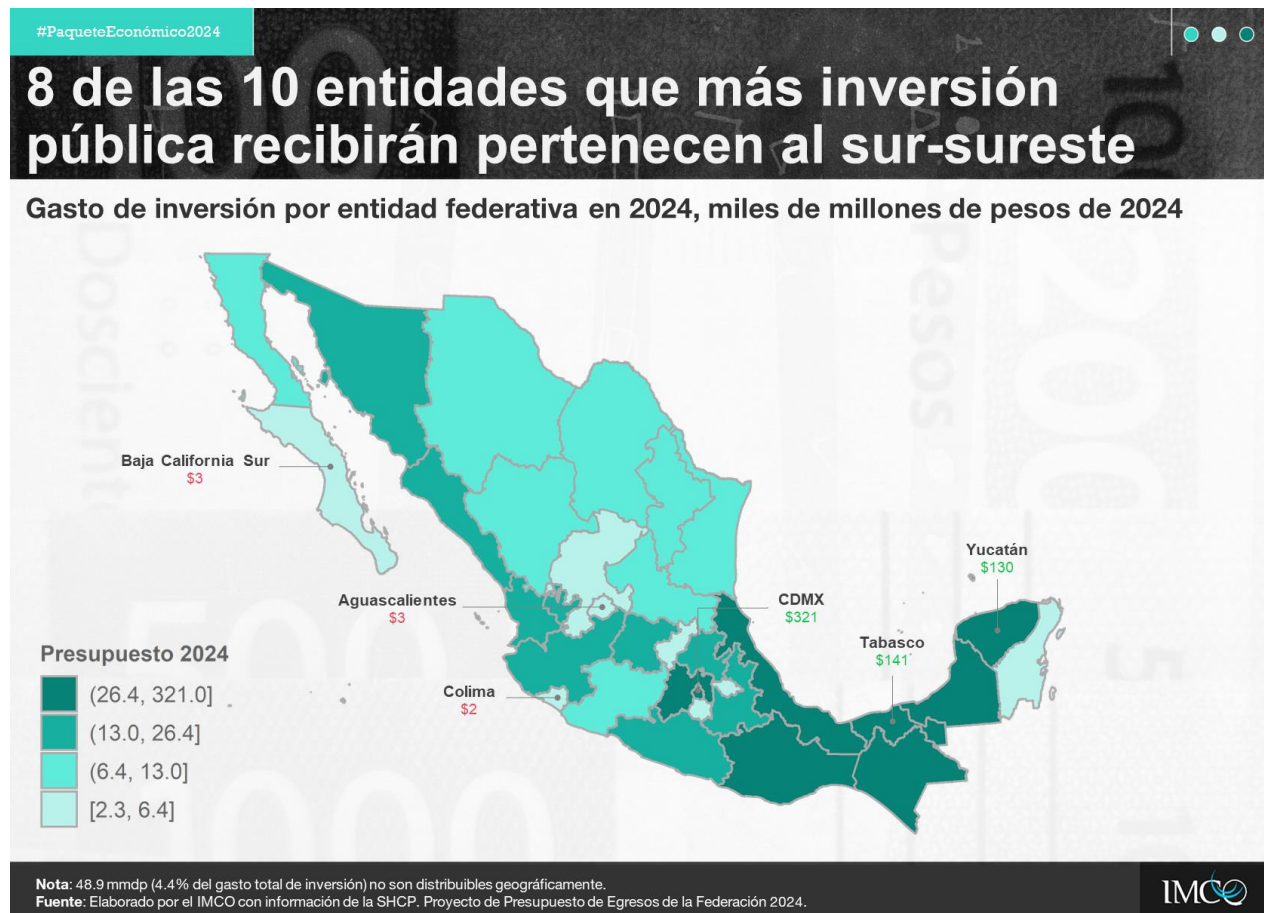 #PaqueteEconómico2024
8 de las 10 entidades que más inversión
pública recibirán pertenecen al sur-sureste
Gasto de inversión por entidad federativa en 2024, miles de millones de pesos de 2024
Baja California Sur
$3
Aguascalientes
$3
Colima
$2
CDMX
$321
Tabasco
$141
Yucatán
$130
Presupuesto 2024
(26.4, 321.0]
(13.0, 26.4]
(6.4, 13.0]
[2.3, 6.4]
Nota: 48.9 mmdp (4.4% del gasto total de inversión) no son distribuibles geográficamente.
Fuente: Elaborado por el IMCO con información de la SHCP. Proyecto de Presupuesto de Egresos de la Federación 2024.
IMCO